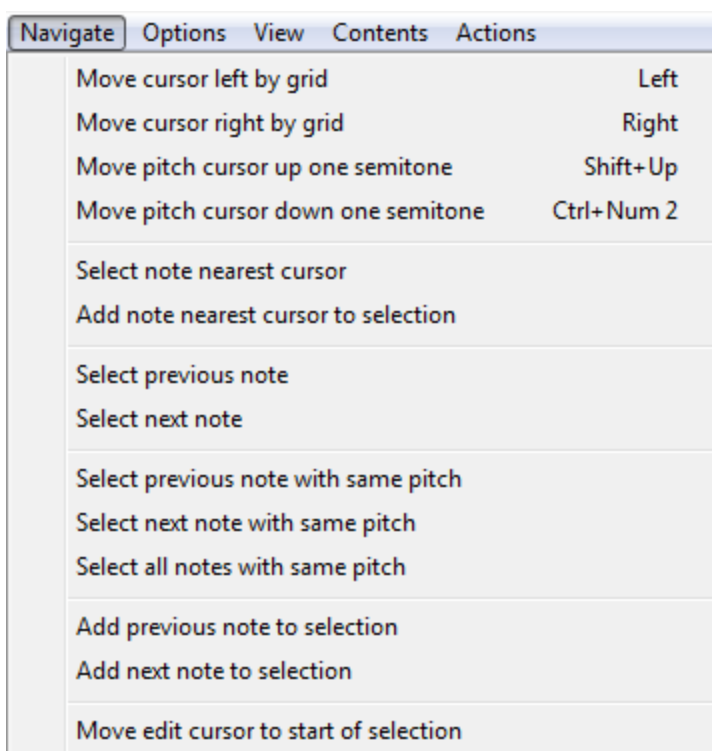 Navigate Options View Contents Actions
Move cursor left by grid Left
Move cursor right by grid Right
Move pitch cursor up one semitone Shift+Up
Move pitch cursor down one semitone Ctrl+Num 2
Select note nearest cursor
Add note nearest cursor to selection
Select previous note
Select next note
Select previous note with same pitch
Select next note with same pitch
Select all notes with same pitch
Add previous note to selection
Add next note to selection
Move edit cursor to start of selection